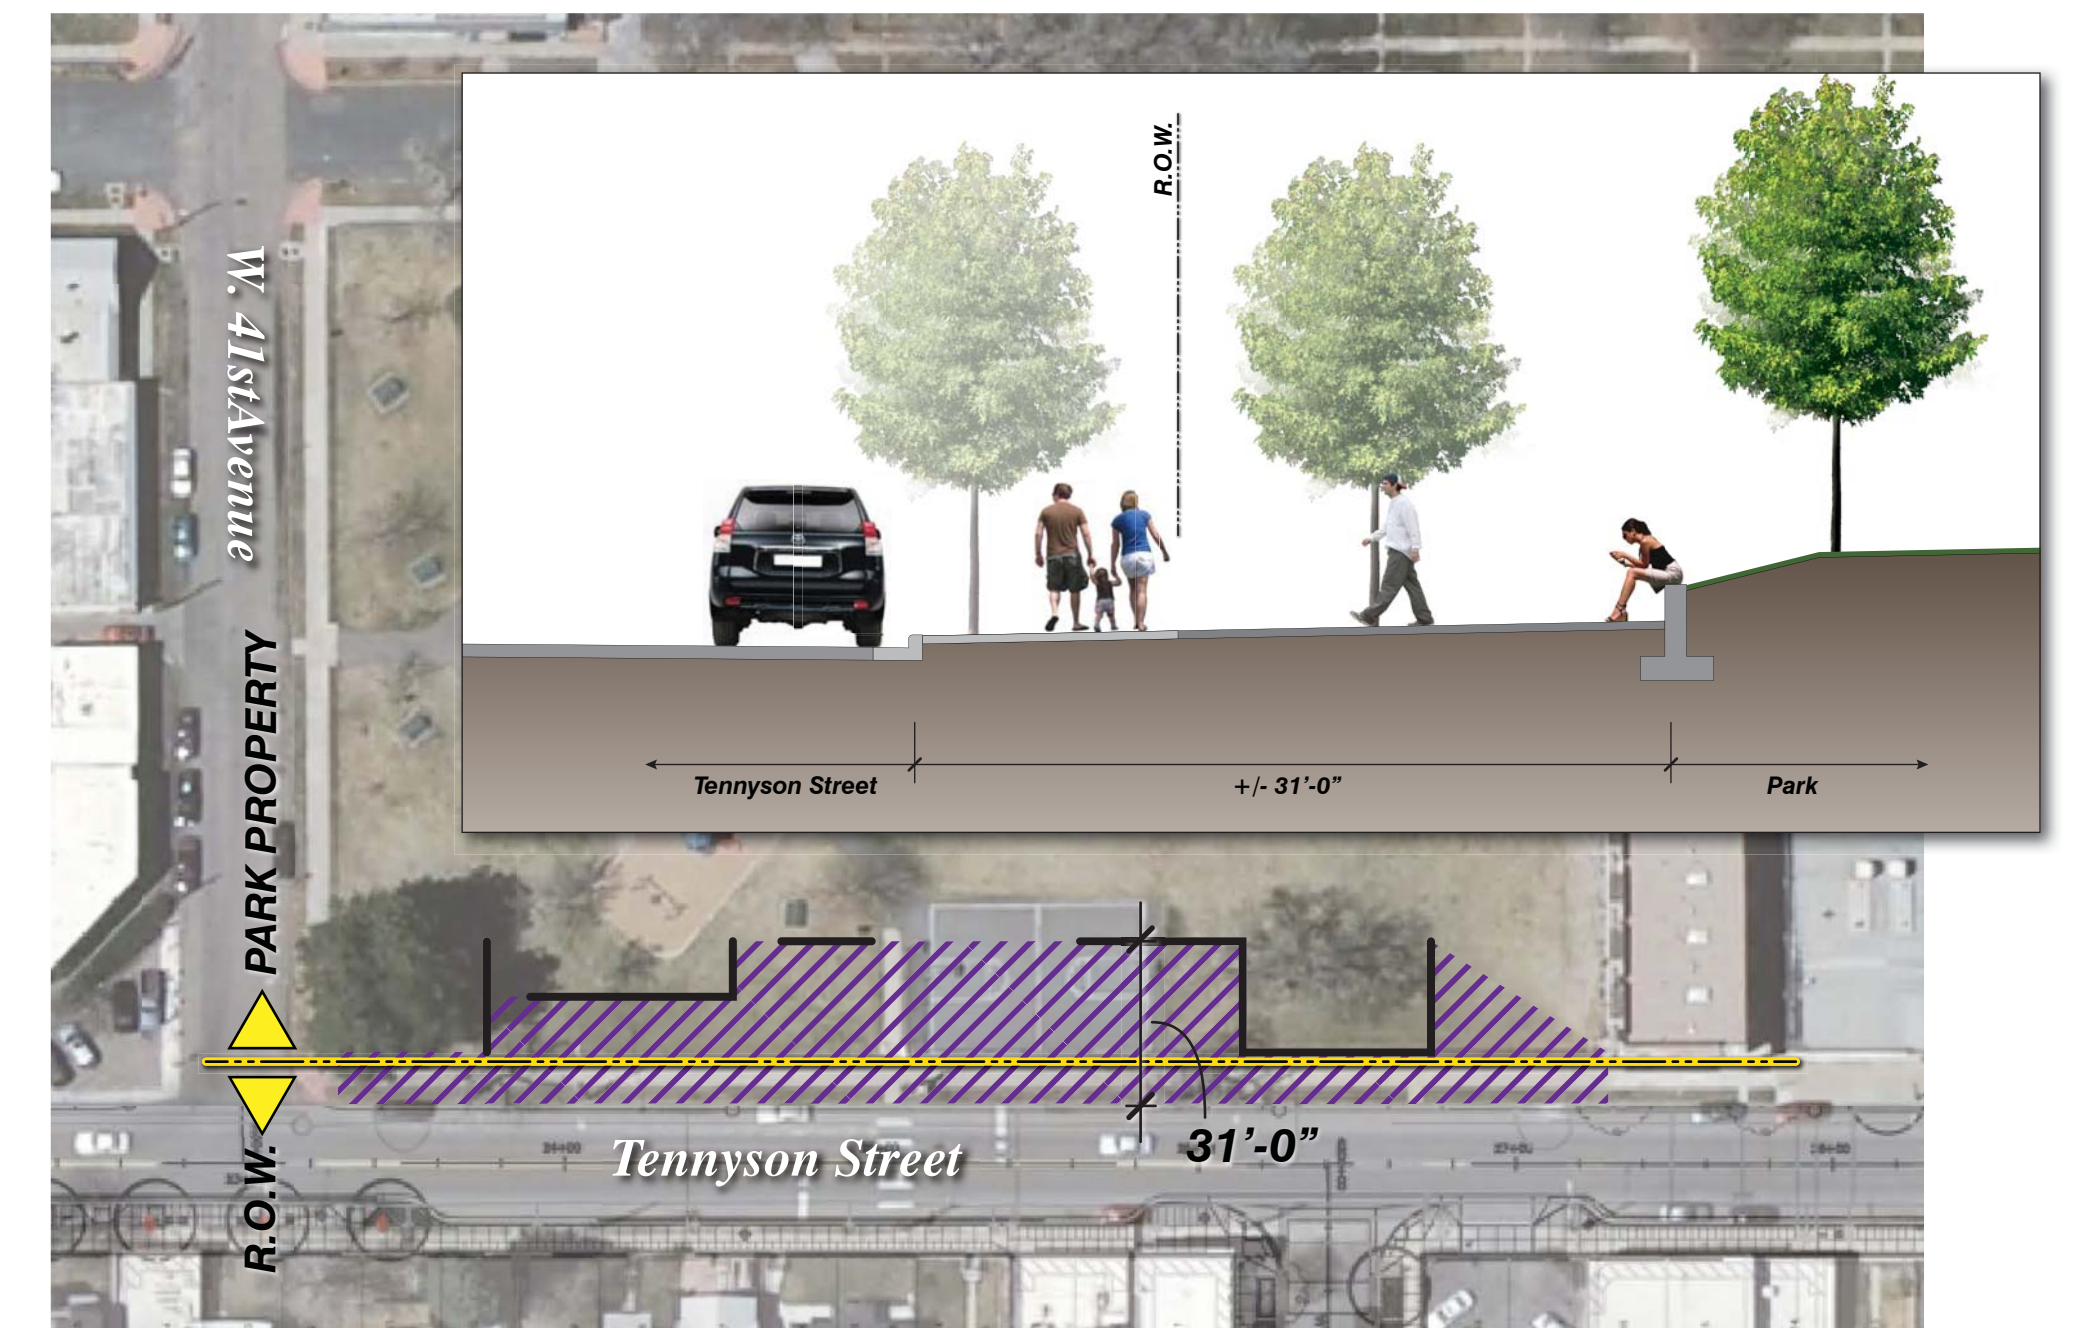 R.O.W.
Tennyson Street
+/- 31’-0”
Park
W. 41stAvenue
PARK PROPERTY
R.O.W.
Tennyson Street
31’-0”